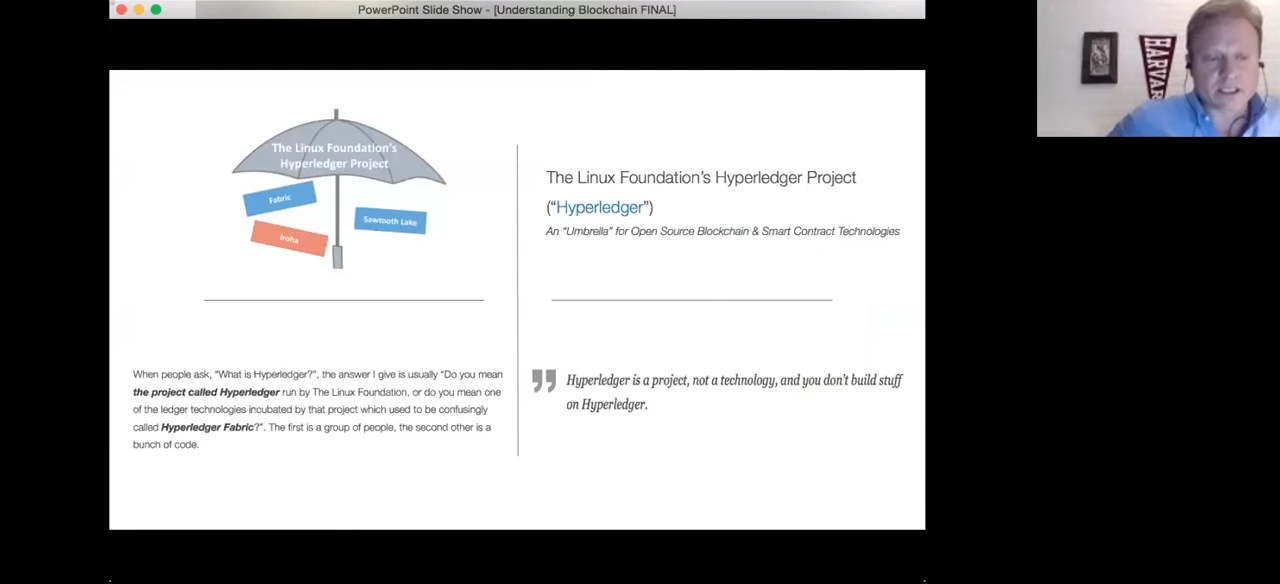 PowerPoint Slide Show - [Understanding Blockchain FINAL]
The Linux Foundation's
Hyperledger Project
Fabric
Sawtooth Lake
Iroha
The Linux Foundation's Hyperledger Project
("Hyperledger")
An "Umbrella" for Open Source Blockchain & Smart Contract Technologies
When people ask, "What is Hyperledger?", the answer I give is usually "Do you mean
the project called Hyperledger run by The Linux Foundation, or do you mean one
of the ledger technologies incubated by that project which used to be confusingly
called Hyperledger Fabric?". The first is a group of people, the second other is a
bunch of code.
Hyperledger is a project, not a technology, and you don't build stuff
on Hyperledger.
HARVAR